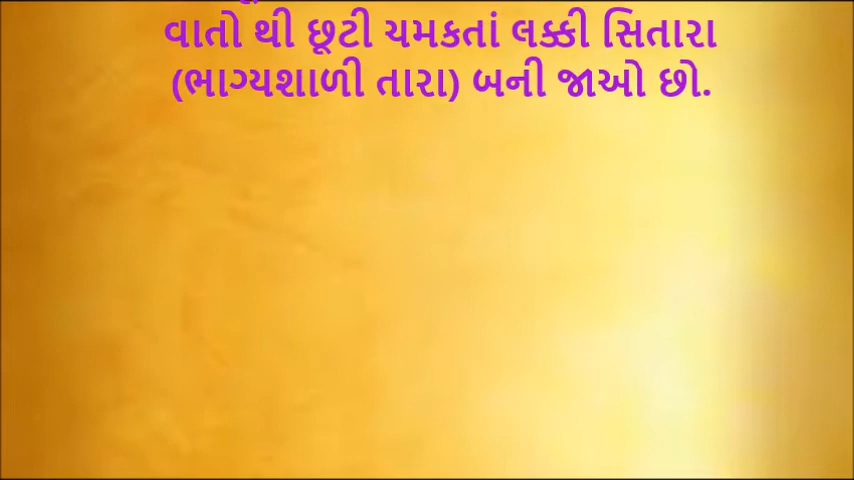 વાતો થી છૂટી ચમકતાં લક્કી સિતારા
(ભાગ્યશાળી તારા) બની જાઓ છો.